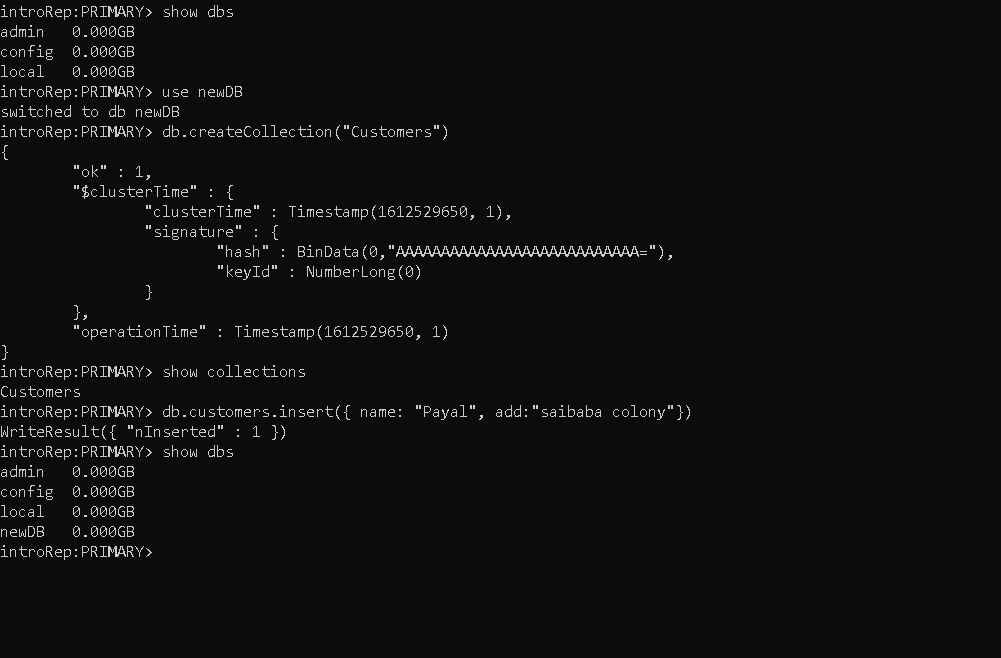 introRep:PRIMARY> show dbs
admin   0.000GB
config  0.000GB
local   0.000GB
introRep:PRIMARY> use newDB
switched to db newDB
introRep:PRIMARY> db.createCollection("Customers")
{
        "ok" : 1,
        "$clusterTime" : {
                "clusterTime" : Timestamp(1612529650, 1),
                "signature" : {
                        "hash" : BinData(0,"AAAAAAAAAAAAAAAAAAAAAAAAAAA="),
                        "keyId" : NumberLong(0)
                }
        },
        "operationTime" : Timestamp(1612529650, 1)
}
introRep:PRIMARY> show collections
Customers
introRep:PRIMARY> db.customers.insert({ name: "Payal", add:"saibaba colony"})
WriteResult({ "nInserted" : 1 })
introRep:PRIMARY> show dbs
admin   0.000GB
config  0.000GB
local   0.000GB
newDB   0.000GB
introRep:PRIMARY>